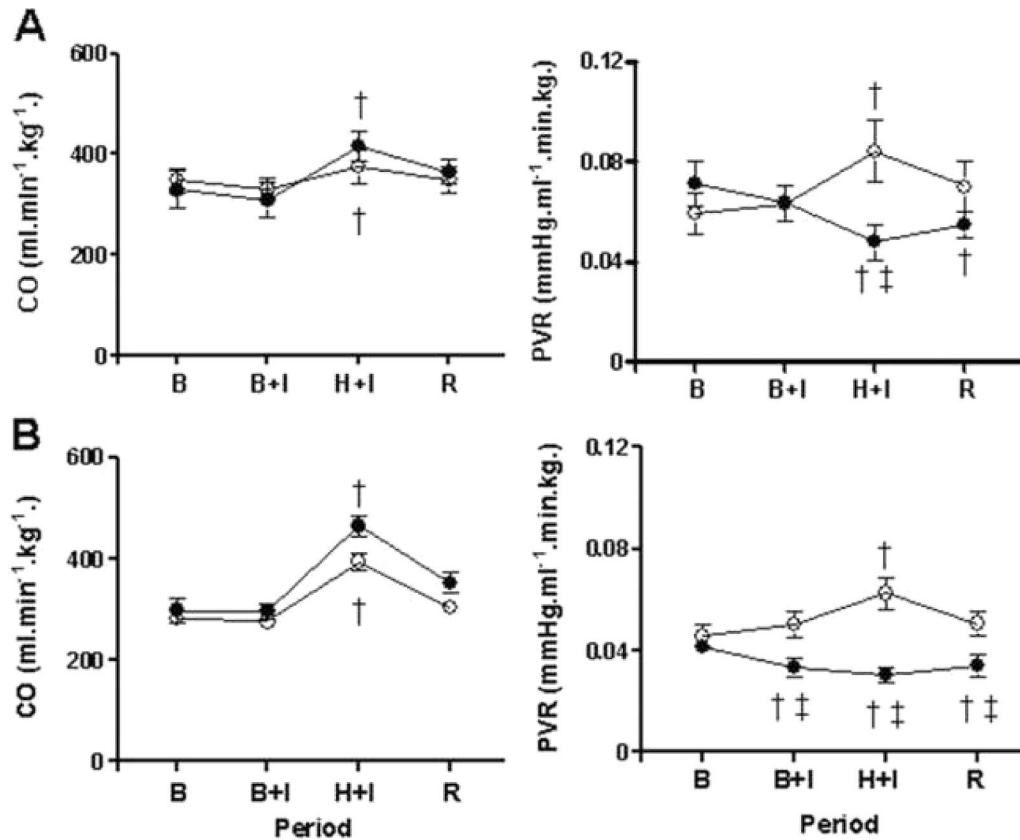 A
CO (ml.min⁻¹.kg⁻¹.)
600
400
200
0
†
†
B B+I H+I R
PVR (mmHg.ml⁻¹.min.kg.)
0.12
0.08
0.04
0
†
† ‡
†
B B+I H+I R
B
CO (ml.min⁻¹.kg⁻¹.)
600
400
200
0
†
†
B B+I H+I R
Period
PVR (mmHg.ml⁻¹.min.kg.)
0.12
0.08
0.04
0
†
† ‡ † ‡ † ‡
B B+I H+I R
Period